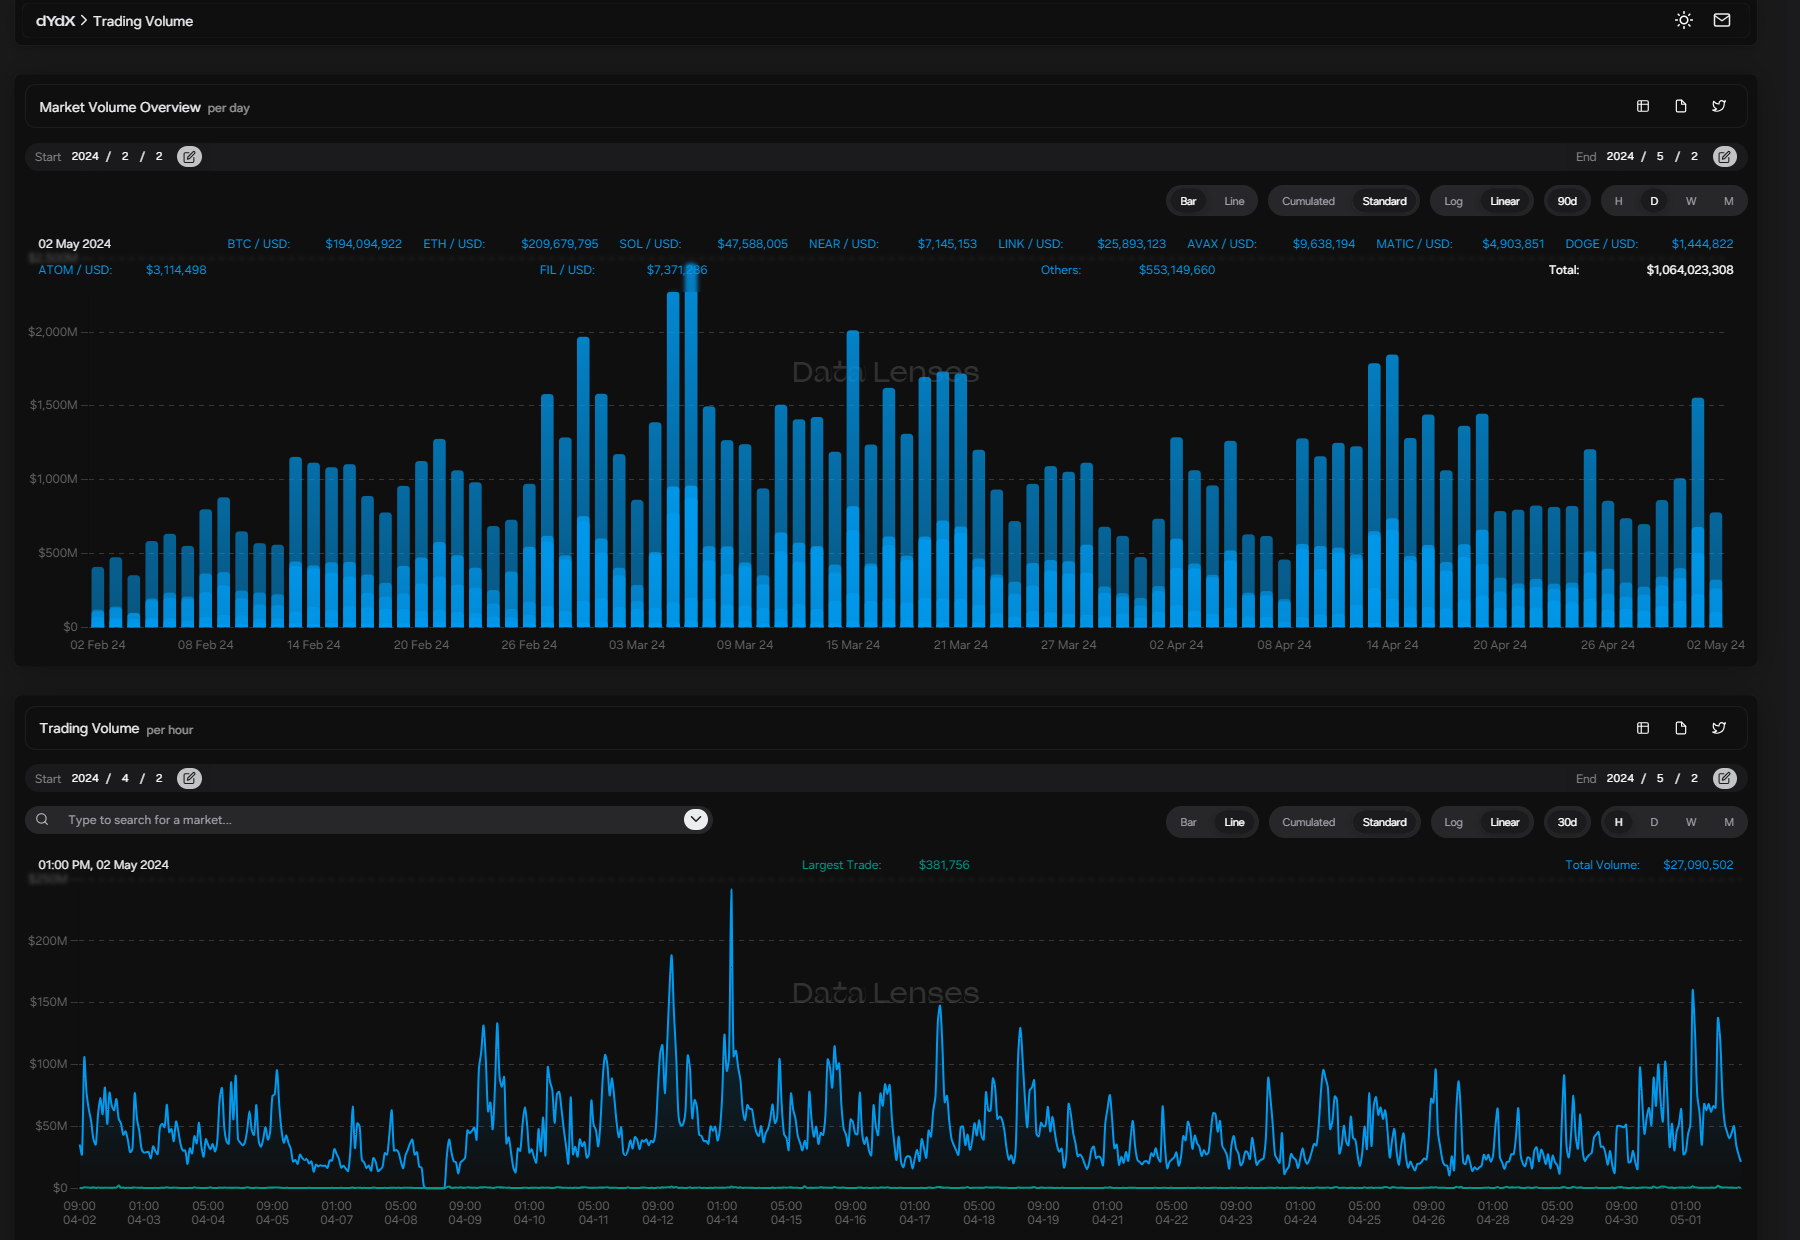 dYdX > Trading Volume
Market Volume Overview per day
Start 2024 / 2 / 2 End 2024 / 5 / 2
Bar Line Cumulated Standard Log Linear 90d H D W M
02 May 2024 BTC / USD: $194,094,922 ETH / USD: $209,679,795 SOL / USD: $47,588,005 NEAR / USD: $7,145,153 LINK / USD: $25,893,123 AVAX / USD: $9,638,194 MATIC / USD: $4,903,851 DOGE / USD: $1,444,822
$2,500M
ATOM / USD: $3,114,498 FIL / USD: $7,371,286 Others: $553,149,660 Total: $1,064,023,308
$2,000M
Data Lenses
$1,500M
$1,000M
$500M
$0
02 Feb 24 08 Feb 24 14 Feb 24 20 Feb 24 26 Feb 24 03 Mar 24 09 Mar 24 15 Mar 24 21 Mar 24 27 Mar 24 02 Apr 24 08 Apr 24 14 Apr 24 20 Apr 24 26 Apr 24 02 May 24
Trading Volume per hour
Start 2024 / 4 / 2 End 2024 / 5 / 2
Type to search for a market... Bar Line Cumulated Standard Log Linear 30d H D W M
01:00 PM, 02 May 2024 Largest Trade: $381,756 Total Volume: $27,090,502
$250M
$200M
Data Lenses
$150M
$100M
$50M
$0
09:00 01:00 05:00 09:00 01:00 05:00 09:00 01:00 05:00 09:00 01:00 05:00 09:00 01:00 05:00 09:00 01:00 05:00 09:00 01:00 05:00 09:00 01:00 05:00 09:00 01:00
04-02 04-03 04-04 04-05 04-07 04-08 04-09 04-10 04-11 04-12 04-14 04-15 04-16 04-17 04-18 04-19 04-21 04-22 04-23 04-24 04-25 04-26 04-28 04-29 04-30 05-01